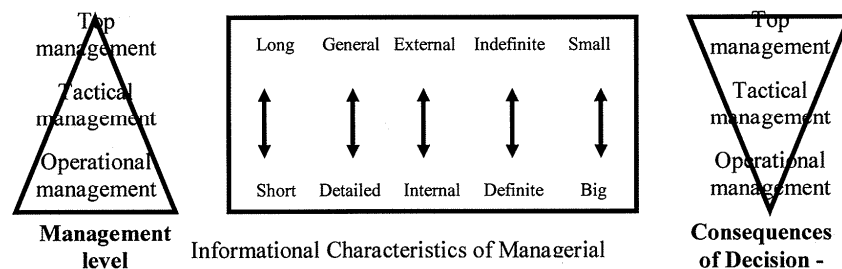 Top
management
Tactical
management
Operational
management
Management
level
Long General External Indefinite Small
Short Detailed Internal Definite Big
Informational Characteristics of Managerial
Top
management
Tactical
management
Operational
management
Consequences
of Decision -